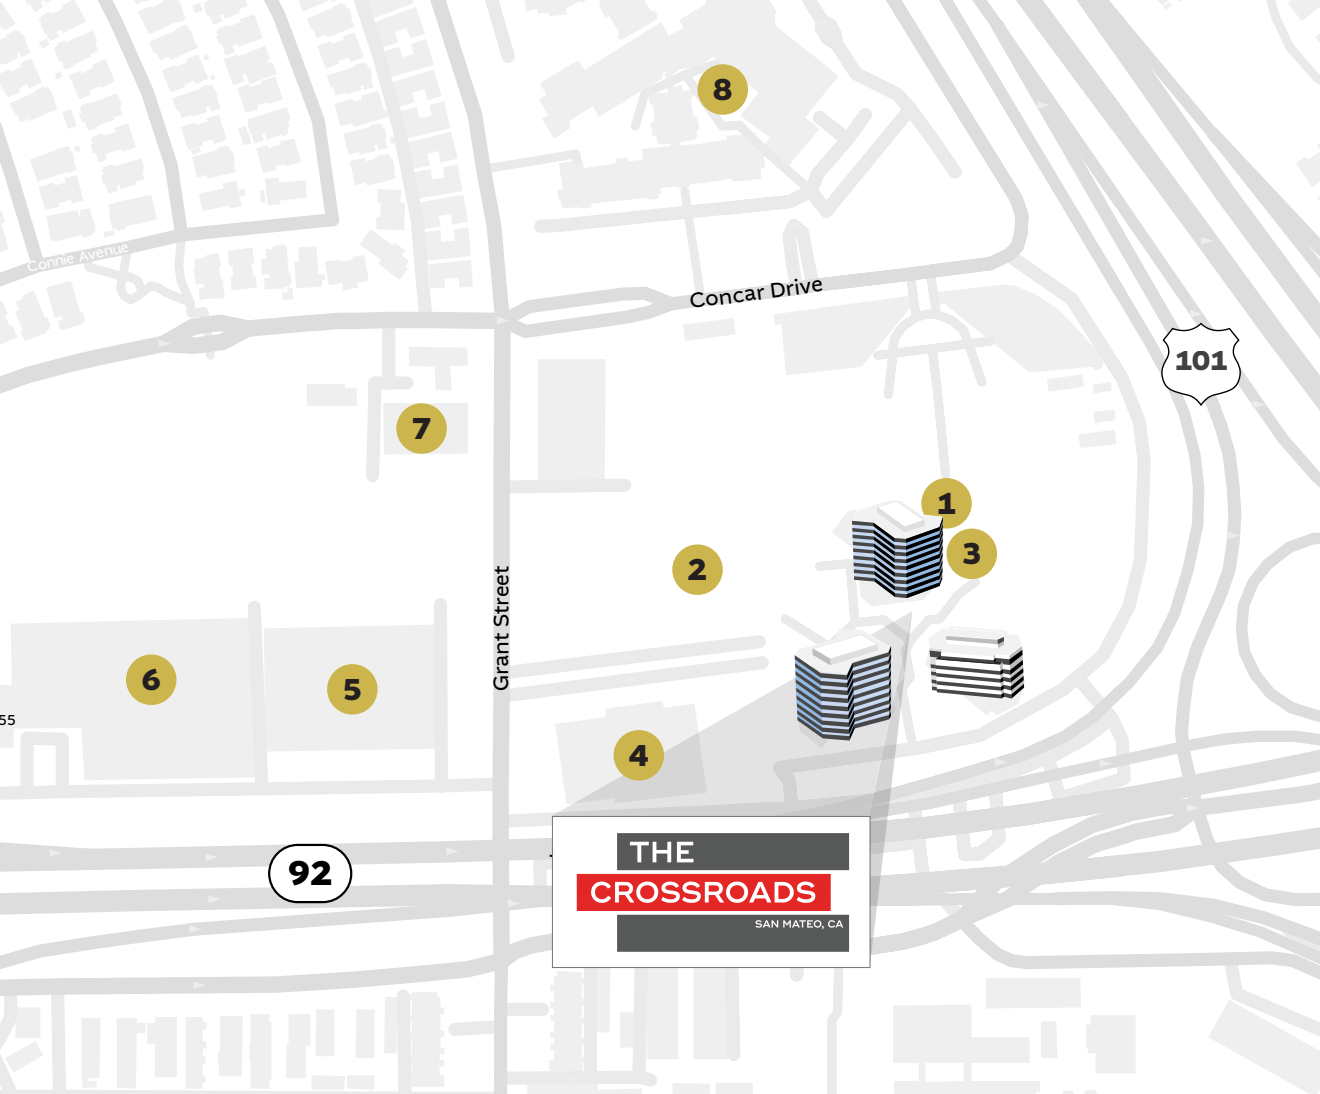 8
Connie Avenue
Concar Drive
101
7
1
3
2
Grant Street
6
5
55
4
THE
92
CROSSROADS
SAN MATEO, CA